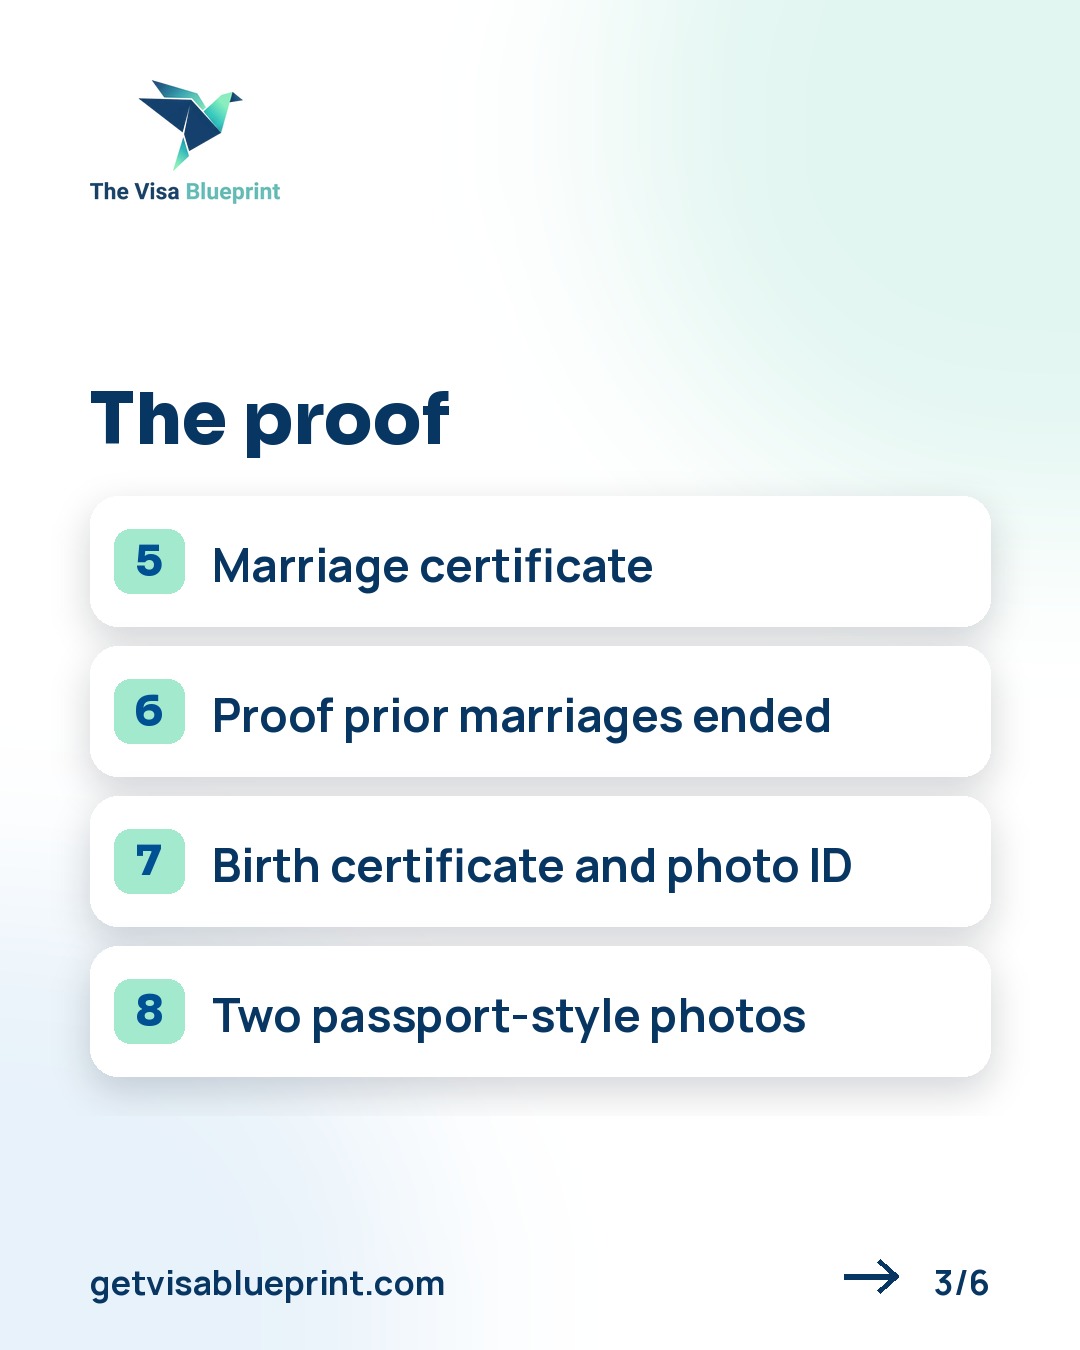 The Visa Blueprint
The proof
5 Marriage certificate
6 Proof prior marriages ended
7 Birth certificate and photo ID
8 Two passport-style photos
getvisablueprint.com → 3/6